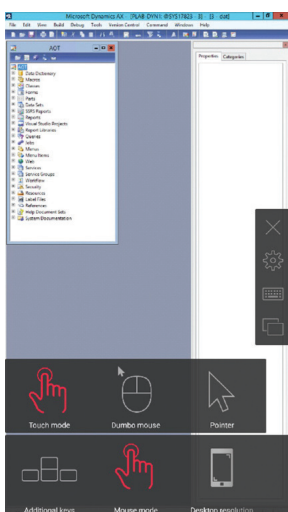 Microsoft Dynamics AX
File Edit View Build Debug Tools Version Control Command Windows Help
AOT
Properties Categories
AOT
Data Dictionary
Macros
Classes
Forms
Parts
Data Sets
SSRS Reports
Reports
Visual Studio Projects
Report Libraries
Queries
Jobs
Menus
Menu Items
Web
Services
Service Groups
Workflow
Security
Resources
Label Files
References
Help Document Sets
System Documentation
Touch mode Dumbo mouse Pointer
Additional keys Mouse mode Desktop resolution